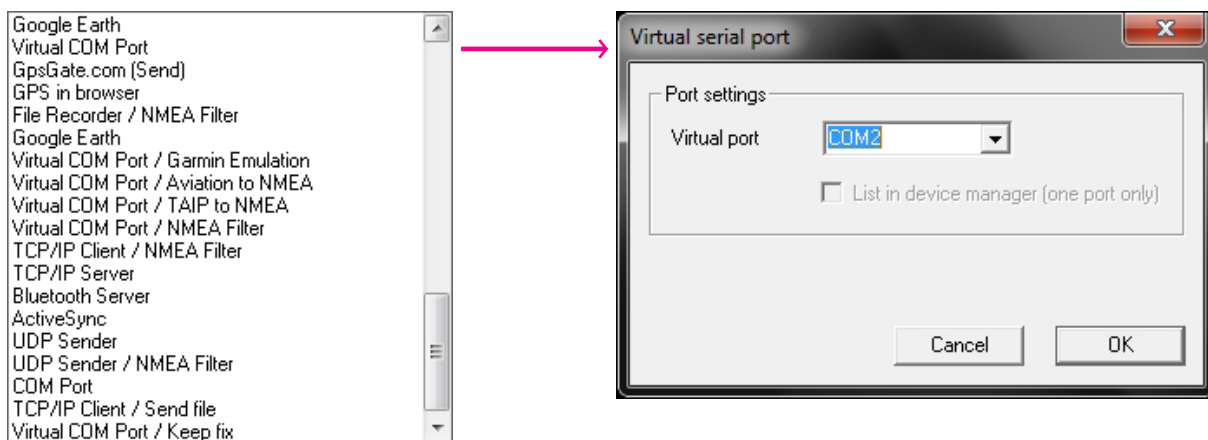 Google Earth
Virtual COM Port
GpsGate.com (Send)
GPS in browser
File Recorder / NMEA Filter
Google Earth
Virtual COM Port / Garmin Emulation
Virtual COM Port / Aviation to NMEA
Virtual COM Port / TAIP to NMEA
Virtual COM Port / NMEA Filter
TCP/IP Client / NMEA Filter
TCP/IP Server
Bluetooth Server
ActiveSync
UDP Sender
UDP Sender / NMEA Filter
COM Port
TCP/IP Client / Send file
Virtual COM Port / Keep fix
Virtual serial port
Port settings
Virtual port COM2
List in device manager (one port only)
Cancel OK